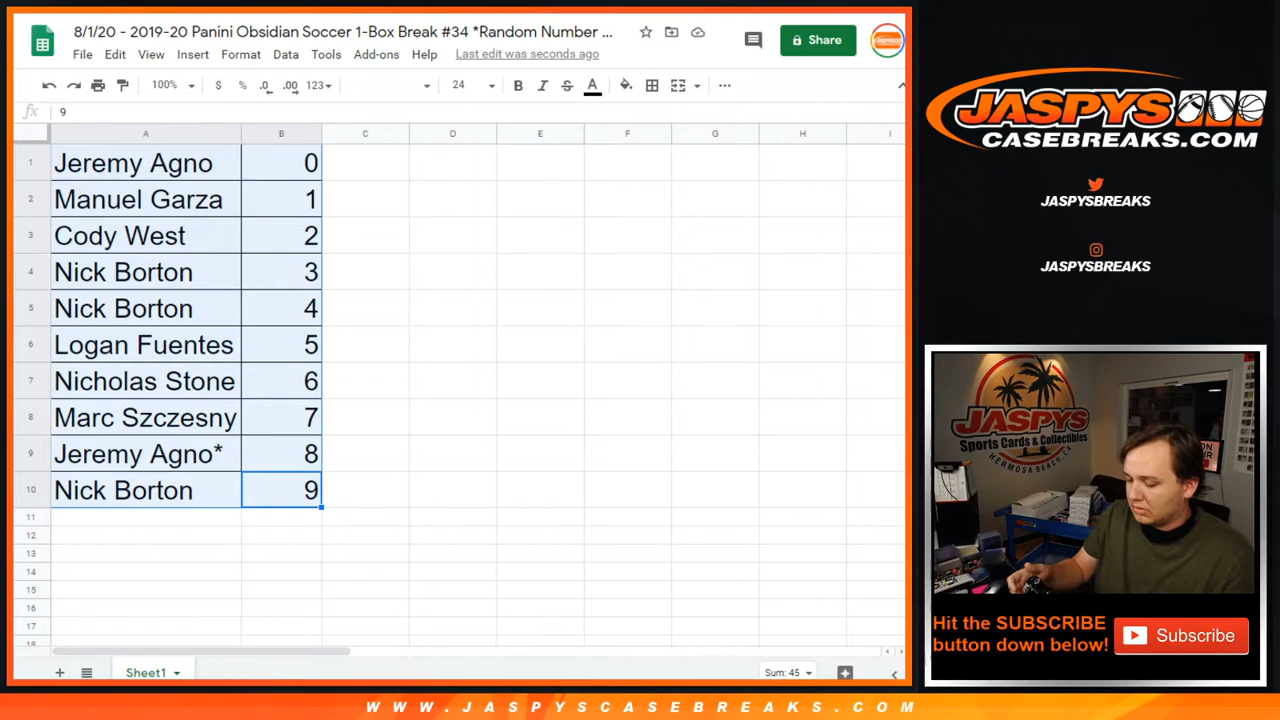 8/1/20 - 2019-20 Panini Obsidian Soccer 1-Box Break #34 *Random Number ...
Share
File Edit View Insert Format Data Tools Add-ons Help Last edit was seconds ago
100% $ % .0 .00 123 24 B I S A ...
fx 9
A B C D E F G H I
1 Jeremy Agno 0
2 Manuel Garza 1
3 Cody West 2
4 Nick Borton 3
5 Nick Borton 4
6 Logan Fuentes 5
7 Nicholas Stone 6
8 Marc Szczesny 7
9 Jeremy Agno* 8
10 Nick Borton 9
11
12
13
14
15
16
17
18
+ Sheet1 Sum: 45
JASPYS
CASEBREAKS.COM
JASPYSBREAKS
JASPYSBREAKS
JASPYS
Sports Cards & Collectibles
HERMOSA BEACH, CA
Hit the SUBSCRIBE
button down below!
Subscribe
WWW.JASPYSCASEBREAKS.COM